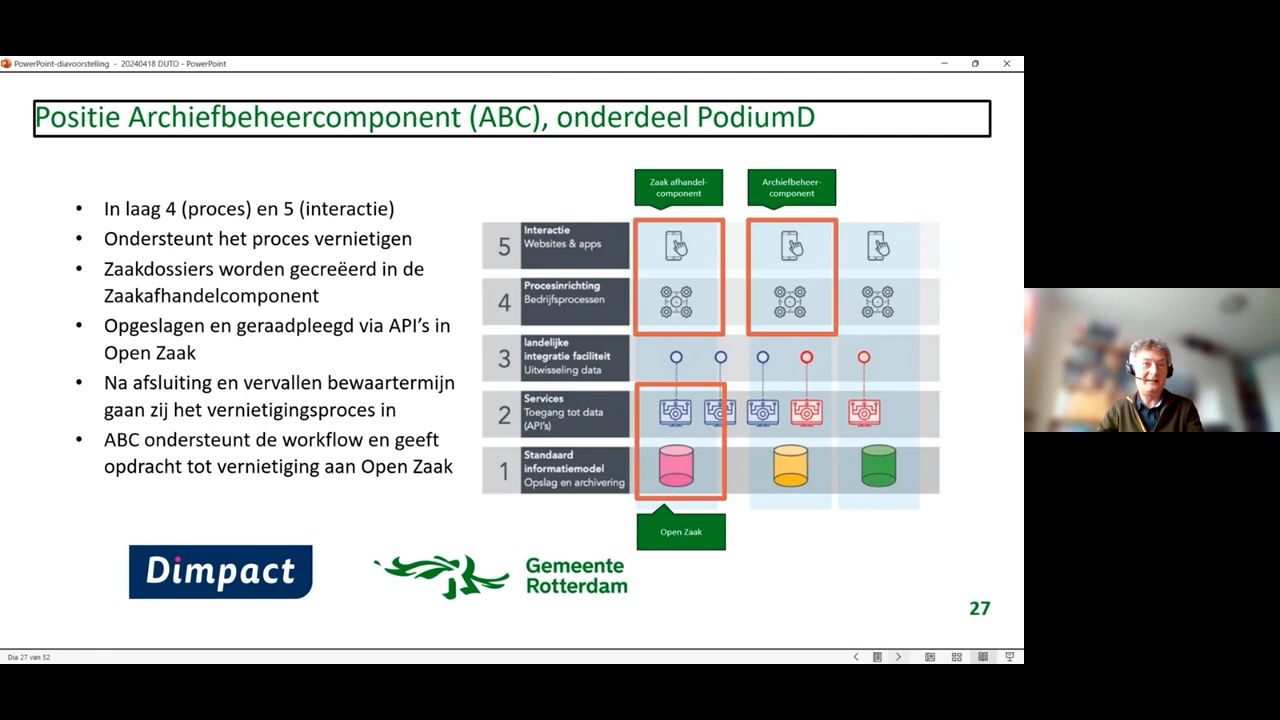 PowerPoint-diavoorstelling - 20240418 DUTO - PowerPoint
Positie Archiefbeheercomponent (ABC), onderdeel PodiumD
• In laag 4 (proces) en 5 (interactie)
• Ondersteunt het proces vernietigen
• Zaakdossiers worden gecreëerd in de
Zaakafhandelcomponent
• Opgeslagen en geraadpleegd via API’s in
Open Zaak
• Na afsluiting en vervallen bewaartermijn
gaan zij het vernietigingsproces in
• ABC ondersteunt de workflow en geeft
opdracht tot vernietiging aan Open Zaak
Zaak afhandel-
component
Archiefbeheer-
component
5
Interactie
Websites & apps
4
Procesinrichting
Bedrijfsprocessen
3
landelijke
integratie faciliteit
Uitwisseling data
2
Services
Toegang tot data
(API's)
1
Standaard
informatiemodel
Opslag en archivering
Open Zaak
Dimpact
Gemeente
Rotterdam
27
Dia 27 van 52